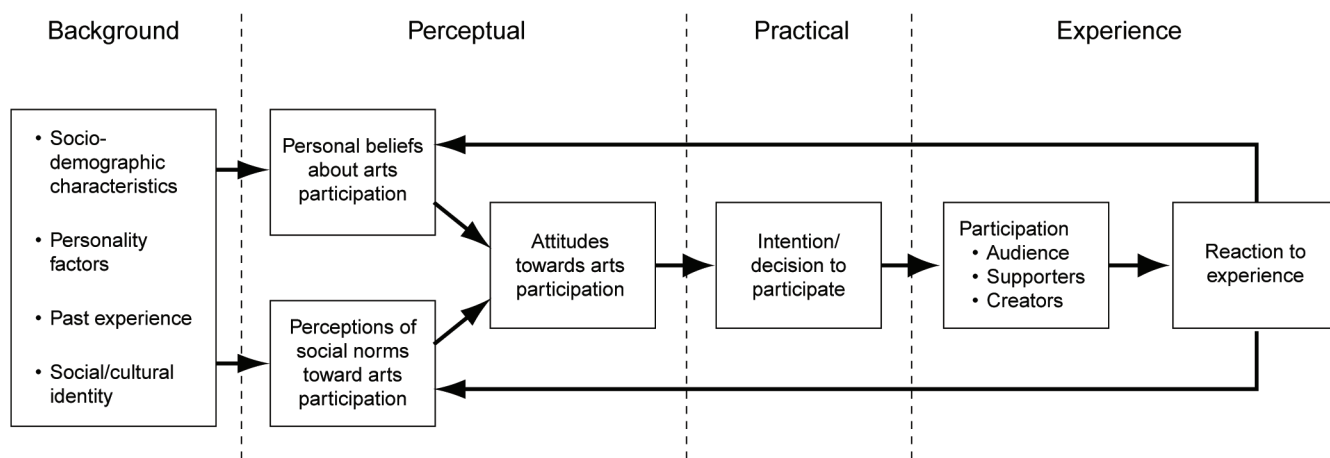 Background
Perceptual
Practical
Experience
• Socio-
demographic
characteristics
• Personality
factors
• Past experience
• Social/cultural
identity
Personal beliefs
about arts
participation
Perceptions of
social norms
toward arts
participation
Attitudes
towards arts
participation
Intention/
decision to
participate
Participation
• Audience
• Supporters
• Creators
Reaction to
experience